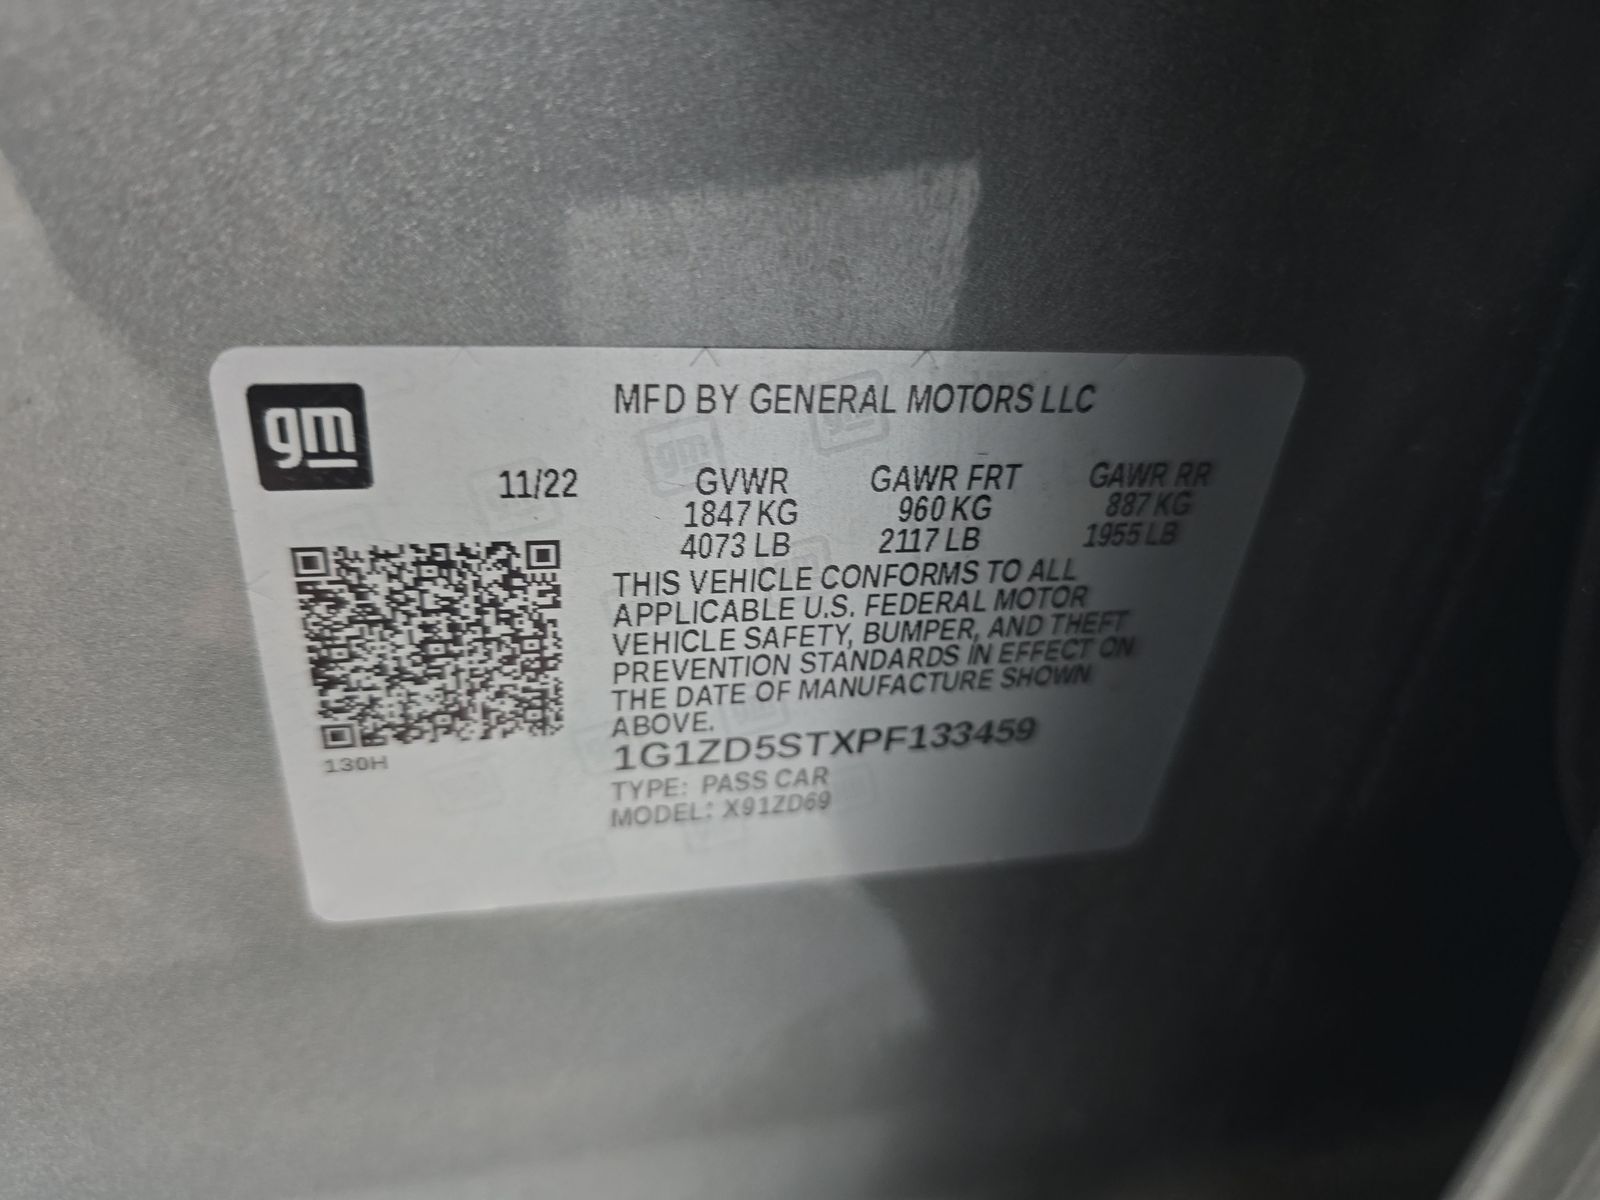 gm
MFD BY GENERAL MOTORS LLC
11/22
GVWR GAWR FRT GAWR RR
1847 KG 960 KG 887 KG
4073 LB 2117 LB 1955 LB
THIS VEHICLE CONFORMS TO ALL
APPLICABLE U.S. FEDERAL MOTOR
VEHICLE SAFETY, BUMPER, AND THEFT
PREVENTION STANDARDS IN EFFECT ON
THE DATE OF MANUFACTURE SHOWN
ABOVE.
1G1ZD5STXPF133459
TYPE: PASS CAR
MODEL: X91ZD69
130H